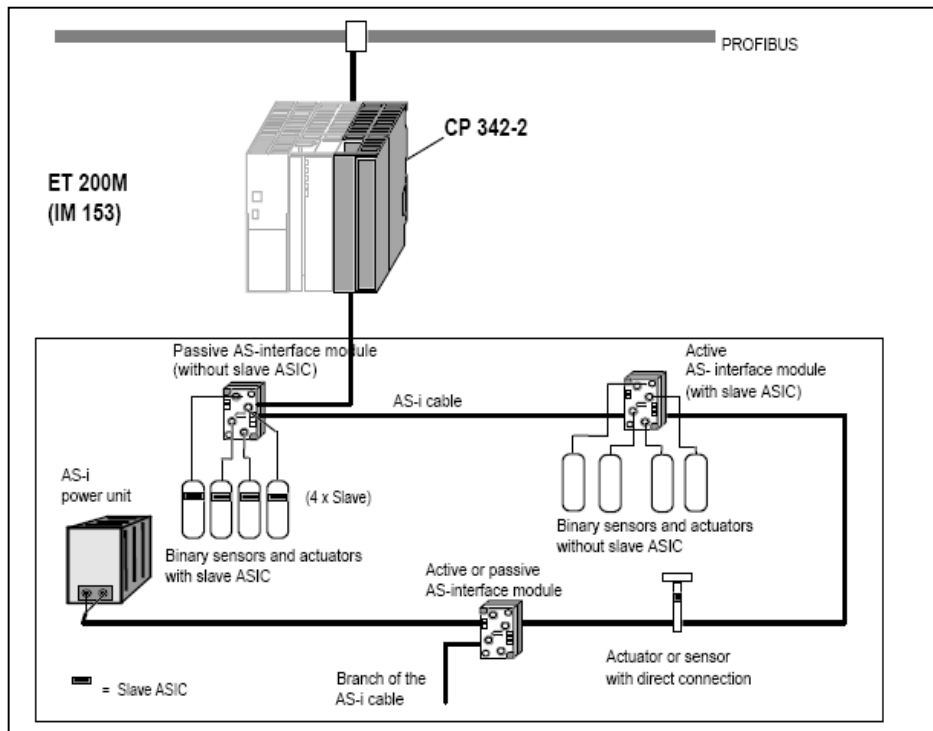 PROFIBUS
CP 342-2
ET 200M
(IM 153)
Passive AS-interface module
(without slave ASIC)
Active
AS- interface module
(with slave ASIC)
AS-i cable
AS-i
power unit
(4 x Slave)
Binary sensors and actuators
with slave ASIC
Binary sensors and actuators
without slave ASIC
Active or passive
AS-interface module
Actuator or sensor
with direct connection
Branch of the
AS-i cable
= Slave ASIC